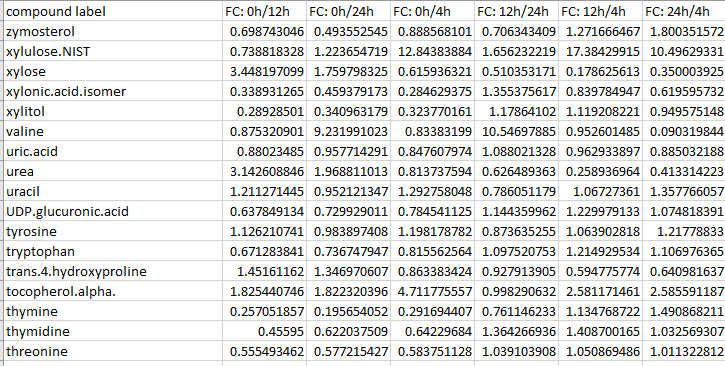 compound label FC: 0h/12h FC: 0h/24h FC: 0h/4h FC: 12h/24h FC: 12h/4h FC: 24h/4h
zymosterol 0.698743046 0.493552545 0.888568101 0.706343409 1.271666467 1.800351572
xylulose.NIST 0.738818328 1.223654719 12.84383884 1.656232219 17.38429915 10.49629331
xylose 3.448197099 1.759798325 0.615936321 0.510353171 0.178625613 0.350003925
xylonic.acid.isomer 0.338931265 0.459379173 0.284629375 1.355375617 0.839784947 0.619595732
xylitol 0.28928501 0.340963179 0.323770161 1.17864102 1.119208221 0.949575148
valine 0.875320901 9.231991023 0.83383199 10.54697885 0.952601485 0.090319844
uric.acid 0.88023485 0.957714291 0.847607974 1.088021328 0.962933897 0.885032188
urea 3.142608846 1.968811013 0.813737594 0.626489363 0.258936964 0.413314223
uracil 1.211271445 0.952121347 1.292758048 0.786051179 1.06727361 1.357766057
UDP.glucuronic.acid 0.637849134 0.729929011 0.784541125 1.144359962 1.229979133 1.074818391
tyrosine 1.126210741 0.983897408 1.198178782 0.873635255 1.063902818 1.21778833
tryptophan 0.671283841 0.736747947 0.815562564 1.097520753 1.214929534 1.106976365
trans.4.hydroxyproline 1.45161162 1.346970607 0.863383424 0.927913905 0.594775774 0.640981637
tocopherol.alpha. 1.825440746 1.822320396 4.711775557 0.998290632 2.581171461 2.585591187
thymine 0.257051857 0.195654052 0.291694407 0.761146233 1.134768722 1.490868211
thymidine 0.45595 0.622037509 0.64229684 1.364266936 1.408700165 1.032569307
threonine 0.555493462 0.577215427 0.583751128 1.039103908 1.050869486 1.011322812